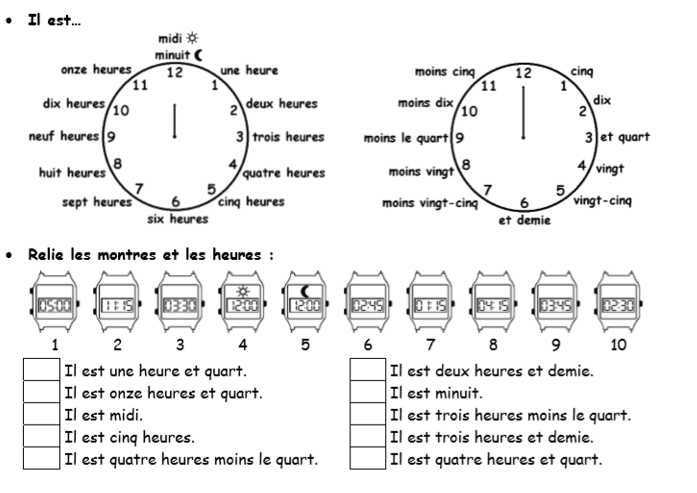 • Il est...
midi
minuit
onze heures 12 une heure
11 1
dix heures 10 2 deux heures
neuf heures 9 3 trois heures
huit heures 8 4 quatre heures
sept heures 7 6 5 cinq heures
six heures
moins cinq 12 cinq
11 1
moins dix 10 2 dix
moins le quart 9 3 et quart
moins vingt 8 4 vingt
moins vingt-cinq 7 6 5 vingt-cinq
et demie
• Relie les montres et les heures :
05:00 11:15 03:30 12:00 12:00 02:45 01:15 04:15 03:45 02:30
1 2 3 4 5 6 7 8 9 10
Il est une heure et quart.
Il est onze heures et quart.
Il est midi.
Il est cinq heures.
Il est quatre heures moins le quart.
Il est deux heures et demie.
Il est minuit.
Il est trois heures moins le quart.
Il est trois heures et demie.
Il est quatre heures et quart.